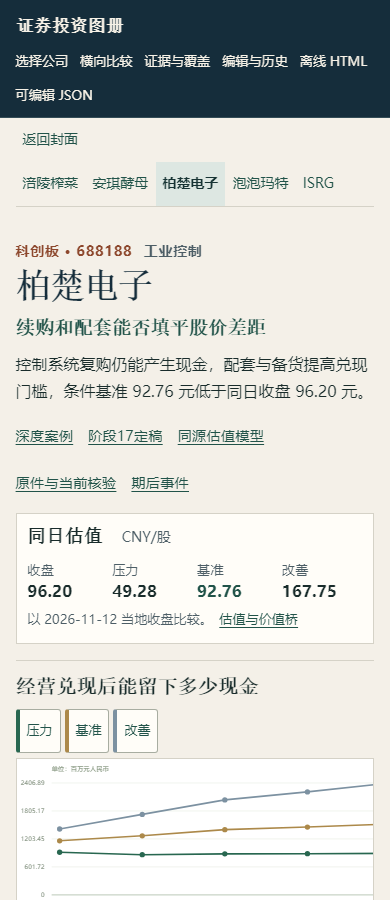 证券投资图册
选择公司 横向比较 证据与覆盖 编辑与历史 离线 HTML
可编辑 JSON
返回封面
涪陵榨菜 安琪酵母 柏楚电子 泡泡玛特 ISRG
科创板 • 688188 工业控制
柏楚电子
续购和配套能否填平股价差距
控制系统复购仍能产生现金，配套与备货提高兑现
门槛，条件基准 92.76 元低于同日收盘 96.20 元。
深度案例 阶段17定稿 同源估值模型
原件与当前核验 期后事件
同日估值 CNY/股
收盘 压力 基准 改善
96.20 49.28 92.76 167.75
以 2026-11-12 当地收盘比较。 估值与价值桥
经营兑现后能留下多少现金
压力 基准 改善
单位：百万元人民币
2406.89
1805.17
1203.45
601.72
0